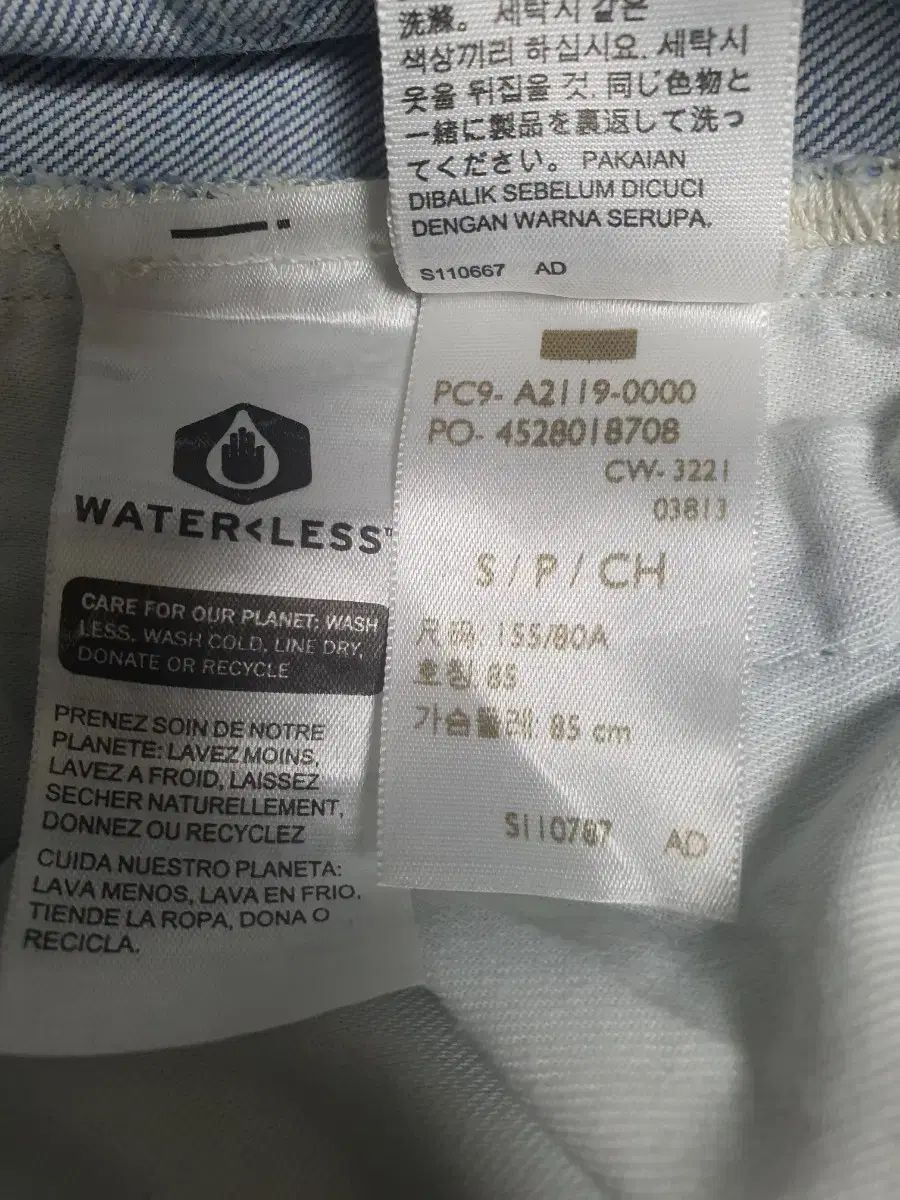 洗滌。 세탁시 같은
색상끼리 하십시요. 세탁시
옷을 뒤집을 것. 同じ色物と
一緒に製品を裏返して洗っ
てください。 PAKAIAN
DIBALIK SEBELUM DICUCI
DENGAN WARNA SERUPA.
S110667 AD
WATER<LESS™
CARE FOR OUR PLANET: WASH
LESS, WASH COLD, LINE DRY,
DONATE OR RECYCLE
PRENEZ SOIN DE NOTRE
PLANETE: LAVEZ MOINS,
LAVEZ A FROID, LAISSEZ
SECHER NATURELLEMENT,
DONNEZ OU RECYCLEZ
CUIDA NUESTRO PLANETA:
LAVA MENOS, LAVA EN FRIO,
TIENDE LA ROPA, DONA O
RECICLA.
PC9- A2119-0000
PO- 4528018708
CW- 3221
03813
S / P / CH
尺碼: 155/80A
호칭: 85
가슴둘레: 85 cm
S110767 AD